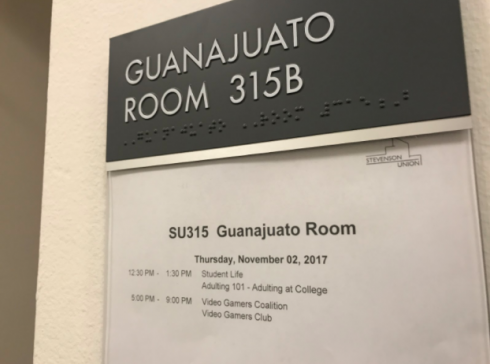 GUANAJUATO
ROOM 315B
STEVENSON
UNION
SU315 Guanajuato Room
Thursday, November 02, 2017
12:30 PM - 1:30 PM Student Life
Adulting 101 - Adulting at College
5:00 PM - 9:00 PM Video Gamers Coalition
Video Gamers Club